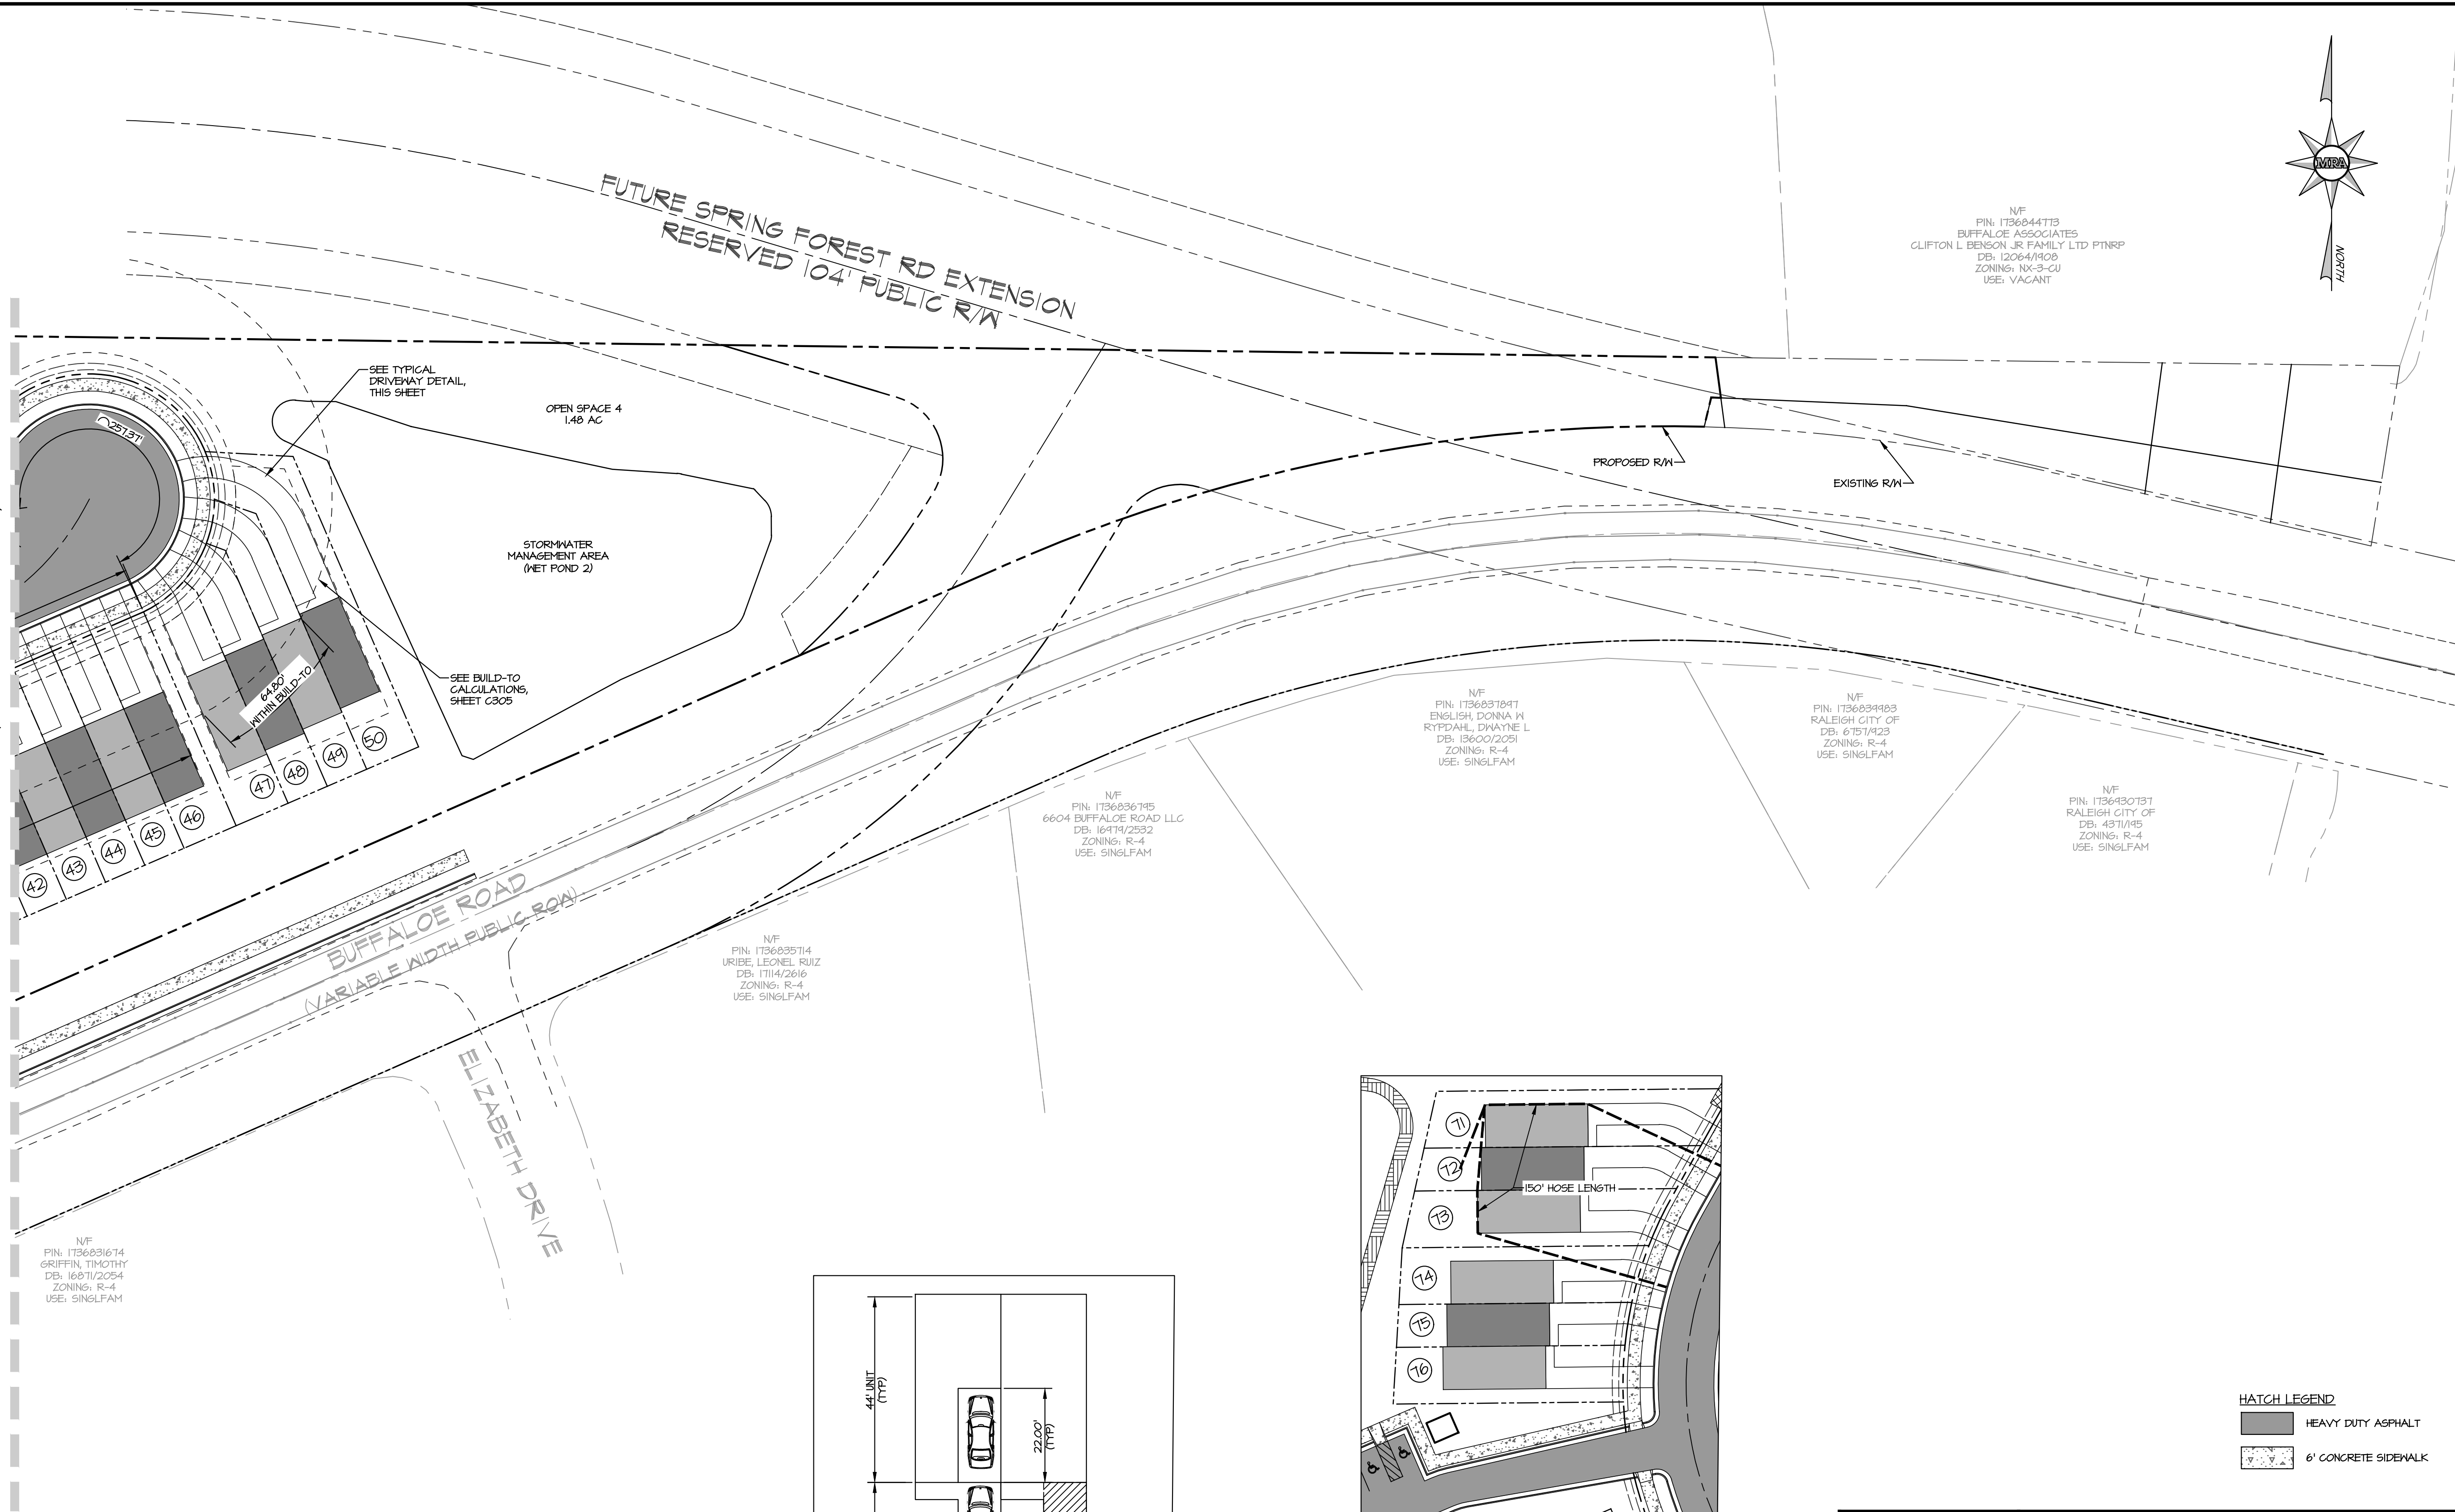 FUTURE SPRING FOREST RD EXTENSION
RESERVED 104' PUBLIC R/W
MRA
NORTH
N/F
PIN: 1736844773
BUFFALOE ASSOCIATES
CLIFTON L BENSON JR FAMILY LTD PTNRP
DB: 12064/1908
ZONING: NX-3-CU
USE: VACANT
SEE TYPICAL
DRIVEWAY DETAIL,
THIS SHEET
OPEN SPACE 4
1.48 AC
257.37'
STORMWATER
MANAGEMENT AREA
(WET POND 2)
PROPOSED R/W
EXISTING R/W
SEE BUILD-TO
CALCULATIONS,
SHEET C305
64.80'
WITHIN BUILD-TO
42
43
44
45
46
47
48
49
50
N/F
PIN: 1736837897
ENGLISH, DONNA W
RYPDAHL, DWAYNE L
DB: 13600/2051
ZONING: R-4
USE: SINGLFAM
N/F
PIN: 1736839983
RALEIGH CITY OF
DB: 6757/923
ZONING: R-4
USE: SINGLFAM
N/F
PIN: 1736930737
RALEIGH CITY OF
DB: 4371/195
ZONING: R-4
USE: SINGLFAM
N/F
PIN: 1736836795
6604 BUFFALOE ROAD LLC
DB: 16979/2532
ZONING: R-4
USE: SINGLFAM
BUFFALOE ROAD
(VARIABLE WIDTH PUBLIC ROW)
N/F
PIN: 1736835714
URIBE, LEONEL RUIZ
DB: 17114/2616
ZONING: R-4
USE: SINGLFAM
ELIZABETH DRIVE
N/F
PIN: 1736831674
GRIFFIN, TIMOTHY
DB: 16871/2054
ZONING: R-4
USE: SINGLFAM
71
72
150' HOSE LENGTH
73
74
75
76
44' UNIT
(TYP)
22.00'
(TYP)
HATCH LEGEND
HEAVY DUTY ASPHALT
6' CONCRETE SIDEWALK